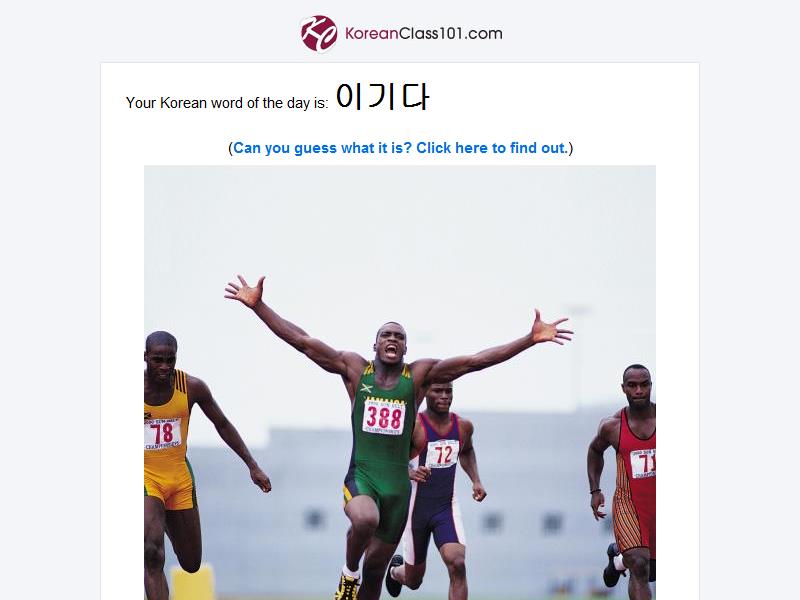 KoreanClass101.com
Your Korean word of the day is: 이기다
(Can you guess what it is? Click here to find out.)
78
388
72
71